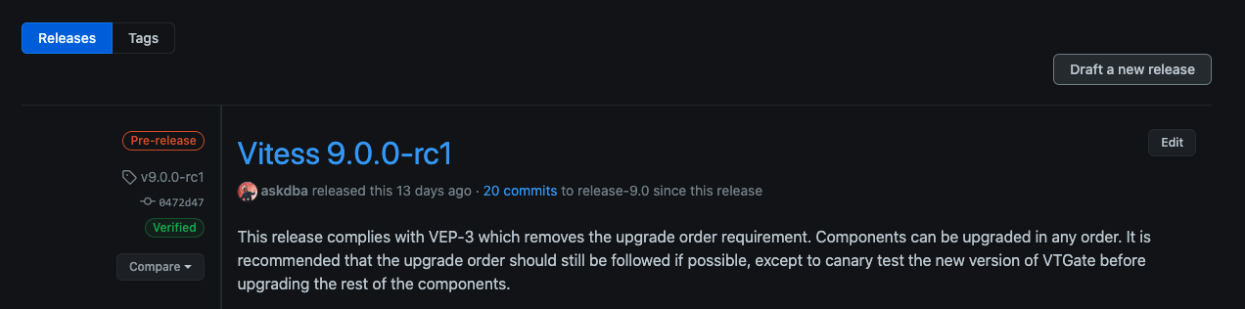 Releases
Tags
Draft a new release
Pre-release
v9.0.0-rc1
0472d47
Verified
Compare
Vitess 9.0.0-rc1
Edit
askdba released this 13 days ago · 20 commits to release-9.0 since this release
This release complies with VEP-3 which removes the upgrade order requirement. Components can be upgraded in any order. It is
recommended that the upgrade order should still be followed if possible, except to canary test the new version of VTGate before
upgrading the rest of the components.